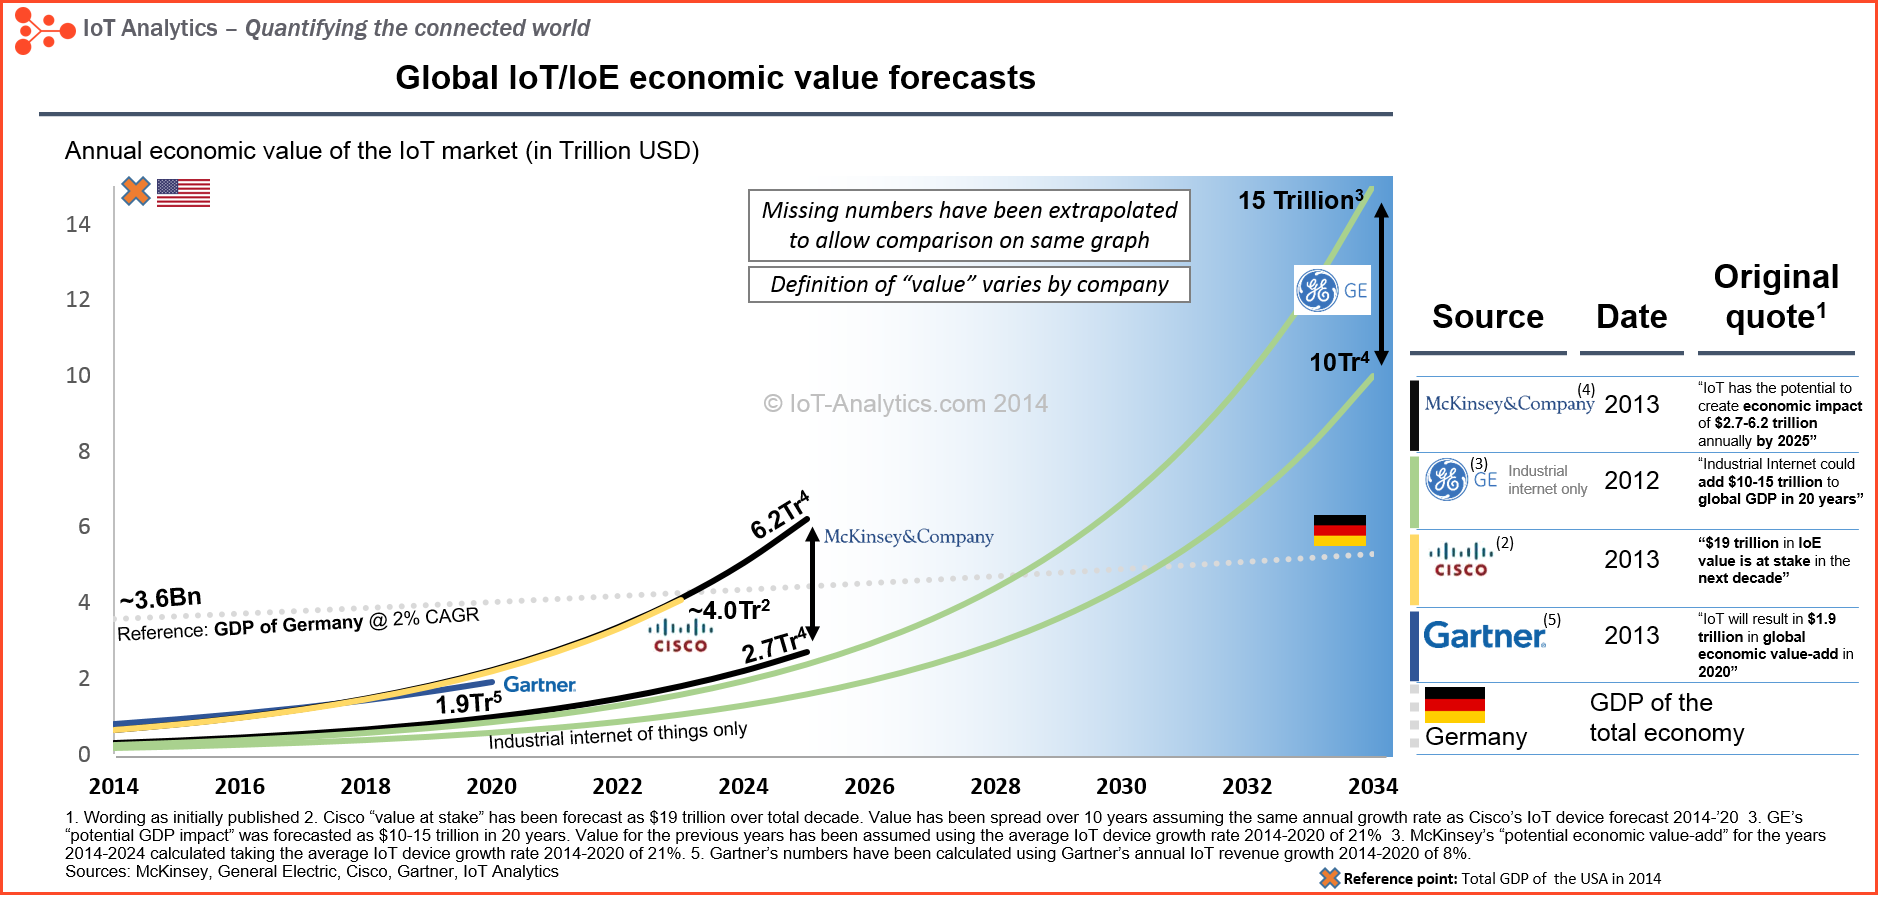 IoT Analytics – Quantifying the connected world
Global IoT/IoE economic value forecasts
Annual economic value of the IoT market (in Trillion USD)
Missing numbers have been extrapolated
to allow comparison on same graph
Definition of “value” varies by company
15 Trillion3
GE
10Tr4
© IoT-Analytics.com 2014
14
12
10
8
6
4
2
0
6.2Tr4
McKinsey&Company
~3.6Bn
Reference: GDP of Germany @ 2% CAGR
~4.0Tr2
CISCO
2.7Tr4
Gartner
1.9Tr5
Industrial internet of things only
2014 2016 2018 2020 2022 2024 2026 2028 2030 2032 2034
Source Date Original
quote1
McKinsey&Company (4) 2013
“IoT has the potential to
create economic impact
of $2.7-6.2 trillion
annually by 2025”
GE (3) Industrial
internet only
2012
“Industrial Internet could
add $10-15 trillion to
global GDP in 20 years”
CISCO (2) 2013
“$19 trillion in IoE
value is at stake in the
next decade”
Gartner (5) 2013
“IoT will result in $1.9
trillion in global
economic value-add in
2020”
Germany
GDP of the
total economy
1. Wording as initially published 2. Cisco “value at stake” has been forecast as $19 trillion over total decade. Value has been spread over 10 years assuming the same annual growth rate as Cisco’s IoT device forecast 2014-’20 3. GE’s
“potential GDP impact” was forecasted as $10-15 trillion in 20 years. Value for the previous years has been assumed using the average IoT device growth rate 2014-2020 of 21% 3. McKinsey’s “potential economic value-add” for the years
2014-2024 calculated taking the average IoT device growth rate 2014-2020 of 21%. 5. Gartner’s numbers have been calculated using Gartner’s annual IoT revenue growth 2014-2020 of 8%.
Sources: McKinsey, General Electric, Cisco, Gartner, IoT Analytics
Reference point: Total GDP of the USA in 2014